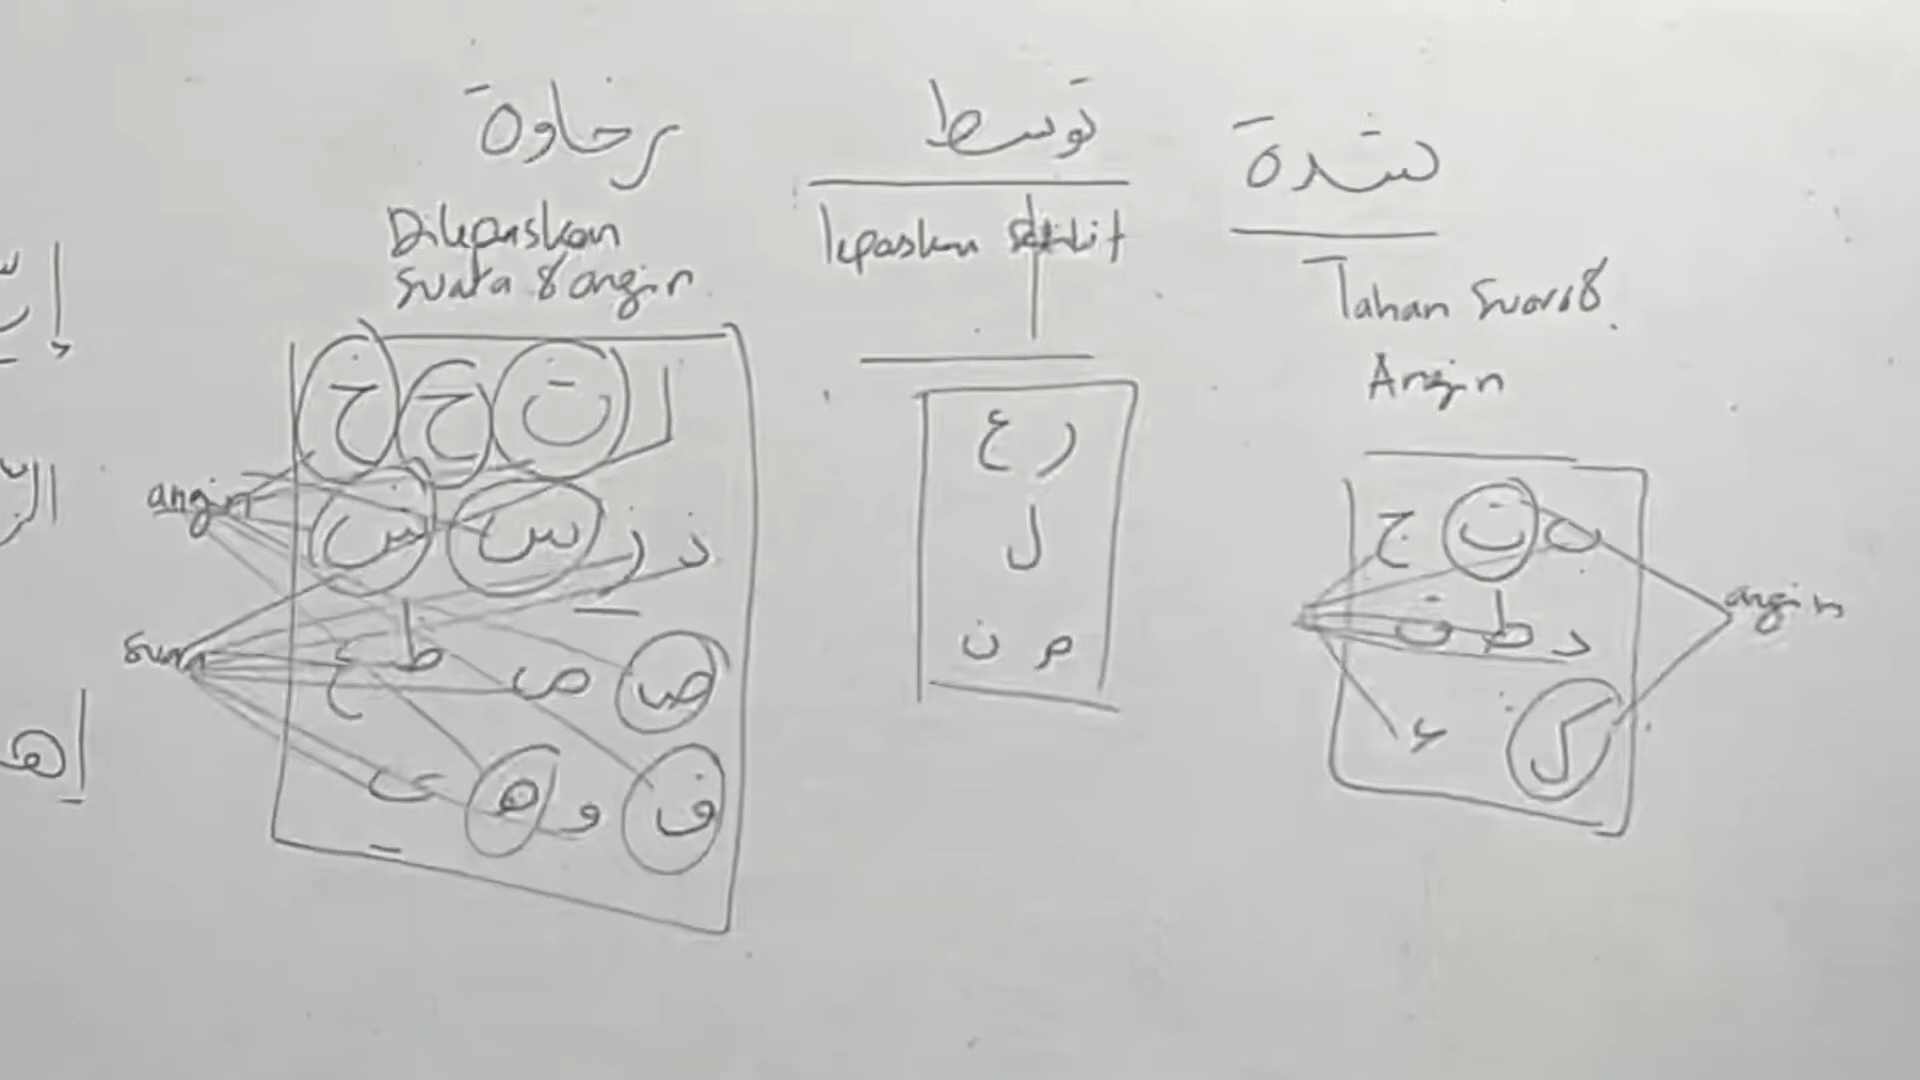 شدة
توسط
رخاوة
Tahan Suara &
Angin
lepaskan sedikit
Dilepaskan
suara & angin
ب ت ج
د ط ق
ك ء
angin
ر ع
ل
م ن
ا ث ح خ
ذ ز س ش
ض ص ظ غ
ف و ه ي
angin
suara